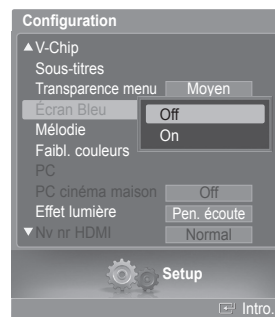 Configuration
▲ V-Chip
Sous-titres
Transparence menu Moyen
Écran Bleu Off
Mélodie On
Faibl. couleurs
PC
PC cinéma maison Off
Effet lumière Pen. écoute
▼ Nv nr HDMI Normal
Setup
Intro.